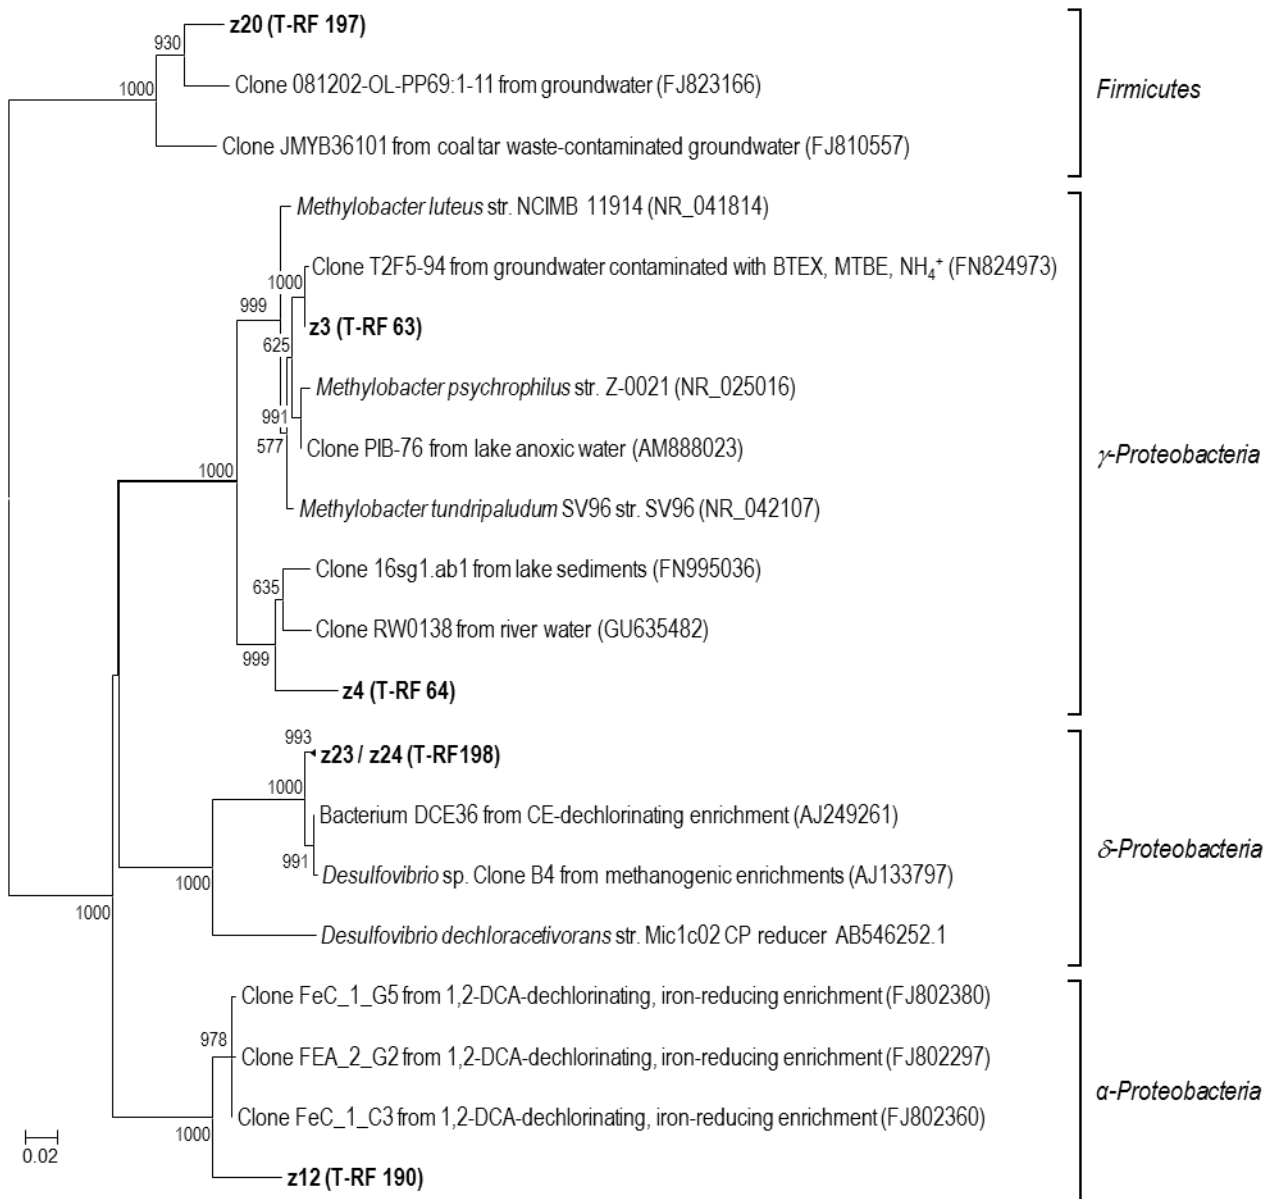 z20 (T-RF 197)
930
Clone 081202-OL-PP69:1-11 from groundwater (FJ823166)
1000
Firmicutes
Clone JMYB36101 from coal tar waste-contaminated groundwater (FJ810557)
Methylobacter luteus str. NCIMB 11914 (NR_041814)
Clone T2F5-94 from groundwater contaminated with BTEX, MTBE, NH₄⁺ (FN824973)
1000
999
z3 (T-RF 63)
625
Methylobacter psychrophilus str. Z-0021 (NR_025016)
991
577
Clone PIB-76 from lake anoxic water (AM888023)
γ-Proteobacteria
1000
Methylobacter tundripaludum SV96 str. SV96 (NR_042107)
Clone 16sg1.ab1 from lake sediments (FN995036)
635
Clone RW0138 from river water (GU635482)
999
z4 (T-RF 64)
993
z23 / z24 (T-RF198)
1000
Bacterium DCE36 from CE-dechlorinating enrichment (AJ249261)
δ-Proteobacteria
991
Desulfovibrio sp. Clone B4 from methanogenic enrichments (AJ133797)
1000
1000
Desulfovibrio dechloracetivorans str. Mic1c02 CP reducer AB546252.1
Clone FeC_1_G5 from 1,2-DCA-dechlorinating, iron-reducing enrichment (FJ802380)
978
Clone FEA_2_G2 from 1,2-DCA-dechlorinating, iron-reducing enrichment (FJ802297)
α-Proteobacteria
Clone FeC_1_C3 from 1,2-DCA-dechlorinating, iron-reducing enrichment (FJ802360)
1000
0.02
z12 (T-RF 190)